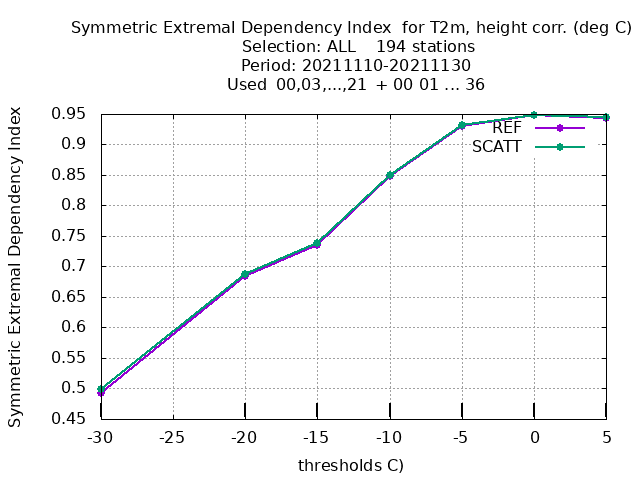 Symmetric Extremal Dependency Index  for T2m, height corr. (deg C)
Selection: ALL    194 stations
Period: 20211110-20211130
Used  00,03,...,21  + 00 01 ... 36
Symmetric Extremal Dependency Index
0.95
0.9
0.85
0.8
0.75
0.7
0.65
0.6
0.55
0.5
0.45
REF
SCATT
-30 -25 -20 -15 -10 -5 0 5
thresholds C)